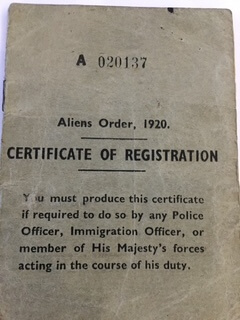 A 020137
Aliens Order, 1920.
CERTIFICATE OF REGISTRATION
You must produce this certificate
if required to do so by any Police
Officer, Immigration Officer, or
member of His Majesty's forces
acting in the course of his duty.